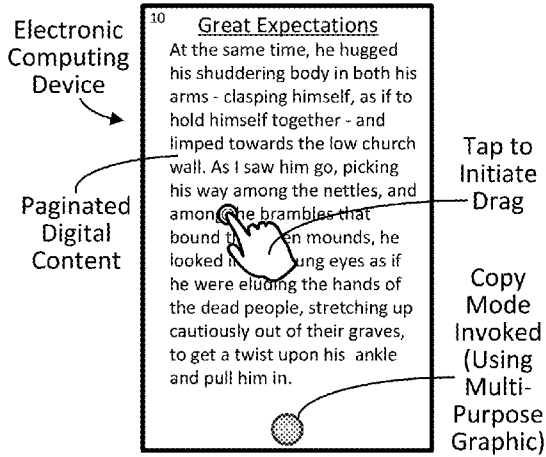 Electronic
Computing
Device
Paginated
Digital
Content
10
Great Expectations
At the same time, he hugged
his shuddering body in both his
arms - clasping himself, as if to
hold himself together - and
limped towards the low church
wall. As I saw him go, picking
his way among the nettles, and
among he brambles that
bound mounds, he
looked eyes as if
he were eluding the hands of
the dead people, stretching up
cautiously out of their graves,
to get a twist upon his ankle
and pull him in.
Tap to
Initiate
Drag
Copy
Mode
Invoked
(Using
Multi-
Purpose
Graphic)